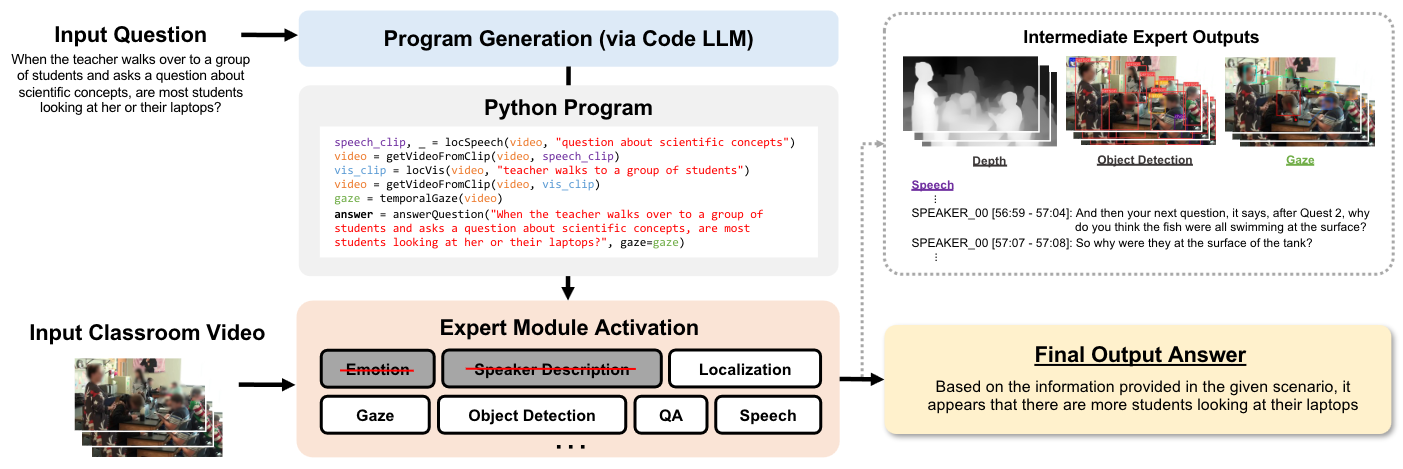 Input Question
When the teacher walks over to a group
of students and asks a question about
scientific concepts, are most students
looking at her or their laptops?
Program Generation (via Code LLM)
Python Program
speech_clip, _ = locSpeech(video, "question about scientific concepts")
video = getVideoFromClip(video, speech_clip)
vis_clip = locVis(video, "teacher walks to a group of students")
video = getVideoFromClip(video, vis_clip)
gaze = temporalGaze(video)
answer = answerQuestion("When the teacher walks over to a group of
students and asks a question about scientific concepts, are most
students looking at her or their laptops?", gaze=gaze)
Input Classroom Video
Expert Module Activation
Emotion
Speaker Description
Localization
Gaze
Object Detection
QA
Speech
...
Intermediate Expert Outputs
Depth
Object Detection
Gaze
Speech
⋮
SPEAKER_00 [56:59 - 57:04]: And then your next question, it says, after Quest 2, why
do you think the fish were all swimming at the surface?
SPEAKER_00 [57:07 - 57:08]: So why were they at the surface of the tank?
⋮
Final Output Answer
Based on the information provided in the given scenario, it
appears that there are more students looking at their laptops